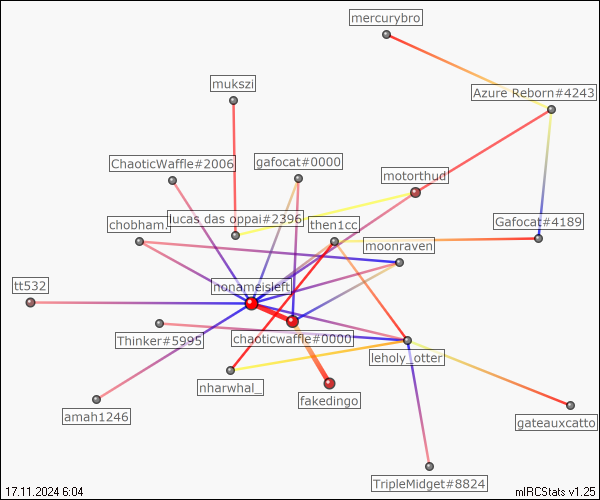 mercurybro
mukszi
Azure Reborn#4243
ChaoticWaffle#2006
gafocat#0000
motorthud
lucas das oppai#2396
chobham.
then1cc
Gafocat#4189
moonraven
tt532
nonameisleft
Thinker#5995
chaoticwaffle#0000
leholy_otter
nharwhal_
fakedingo
amah1246
gateauxcatto
TripleMidget#8824
17.11.2024 6:04
mIRCStats v1.25